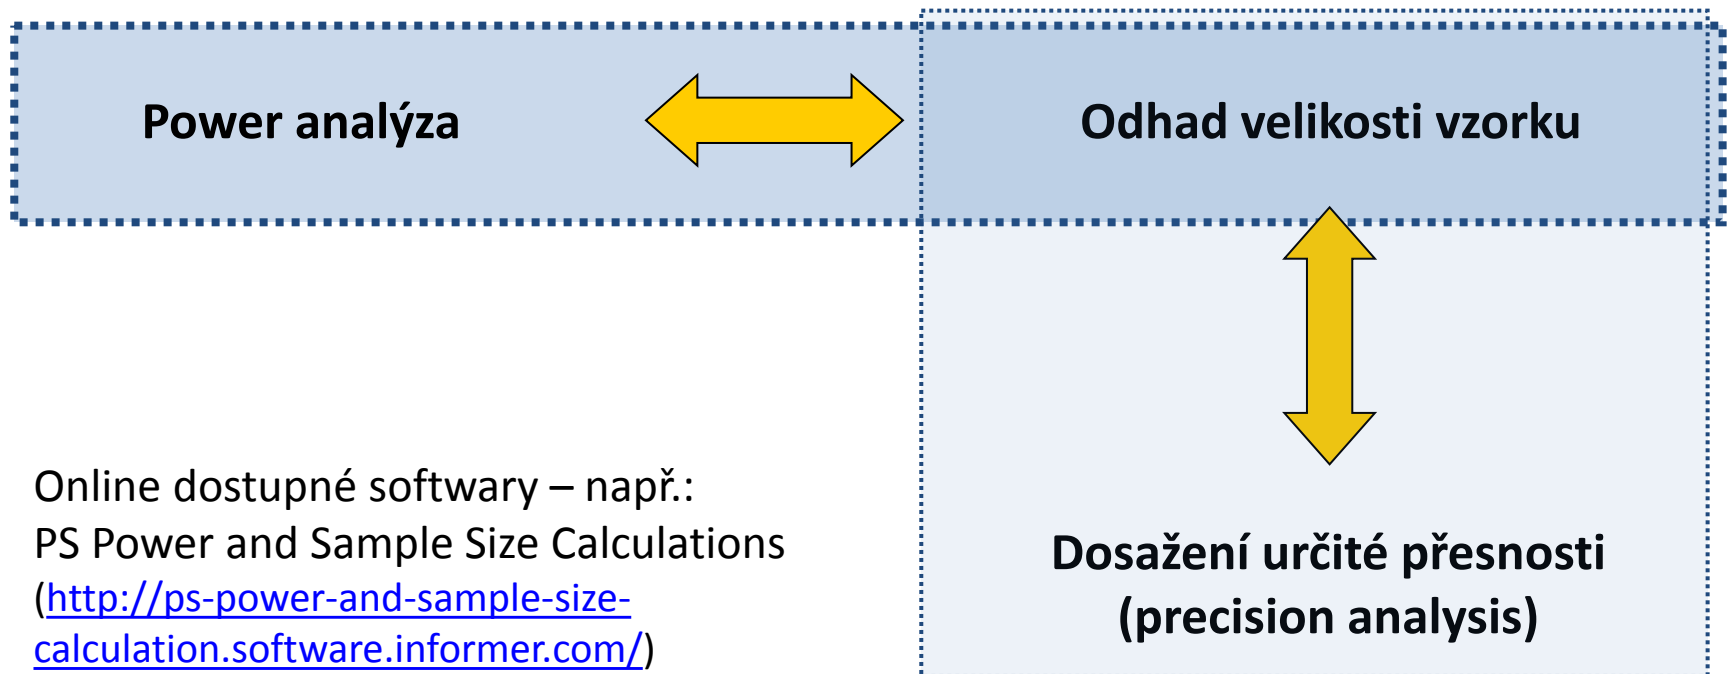 Power analýza
Odhad velikosti vzorku
Online dostupné softwary – např.:
PS Power and Sample Size Calculations
(http://ps-power-and-sample-size-
calculation.software.informer.com/)
Dosažení určité přesnosti
(precision analysis)